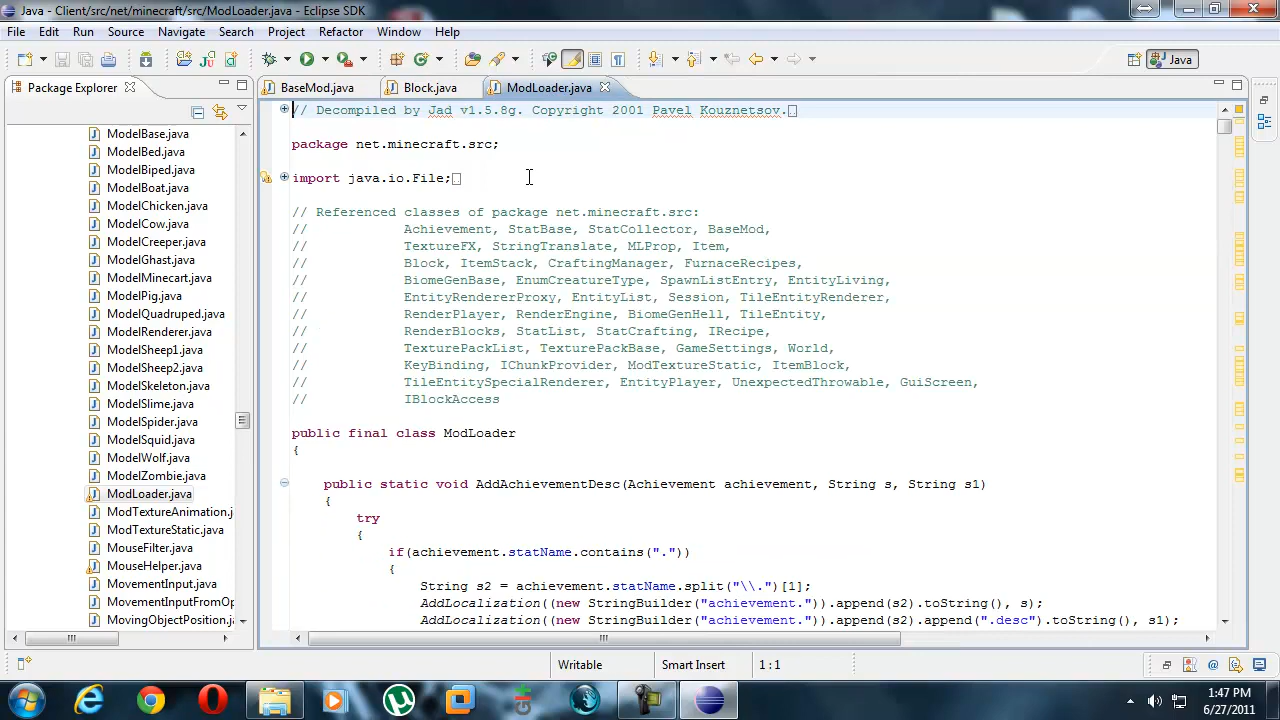 Java - Client/src/net/minecraft/src/ModLoader.java - Eclipse SDK
File Edit Run Source Navigate Search Project Refactor Window Help
Java
Package Explorer
BaseMod.java
Block.java
ModLoader.java
ModelBase.java
ModelBed.java
ModelBiped.java
ModelBoat.java
ModelChicken.java
ModelCow.java
ModelCreeper.java
ModelGhast.java
ModelMinecart.java
ModelPig.java
ModelQuadruped.java
ModelRenderer.java
ModelSheep1.java
ModelSheep2.java
ModelSkeleton.java
ModelSlime.java
ModelSpider.java
ModelSquid.java
ModelWolf.java
ModelZombie.java
ModLoader.java
ModTextureAnimation.j
ModTextureStatic.java
MouseFilter.java
MouseHelper.java
MovementInput.java
MovementInputFromOp
MovingObjectPosition.ja
// Decompiled by Jad v1.5.8g. Copyright 2001 Pavel Kouznetsov.
package net.minecraft.src;
import java.io.File;
// Referenced classes of package net.minecraft.src:
// Achievement, StatBase, StatCollector, BaseMod,
// TextureFX, StringTranslate, MLProp, Item,
// Block, ItemStack, CraftingManager, FurnaceRecipes,
// BiomeGenBase, EnumCreatureType, SpawnListEntry, EntityLiving,
// EntityRendererProxy, EntityList, Session, TileEntityRenderer,
// RenderPlayer, RenderEngine, BiomeGenHell, TileEntity,
// RenderBlocks, StatList, StatCrafting, IRecipe,
// TexturePackList, TexturePackBase, GameSettings, World,
// KeyBinding, IChunkProvider, ModTextureStatic, ItemBlock,
// TileEntitySpecialRenderer, EntityPlayer, UnexpectedThrowable, GuiScreen,
// IBlockAccess
public final class ModLoader
{
public static void AddAchievementDesc(Achievement achievement, String s, String s1)
{
try
{
if(achievement.statName.contains("."))
{
String s2 = achievement.statName.split("\\.")[1];
AddLocalization((new StringBuilder("achievement.")).append(s2).toString(), s);
AddLocalization((new StringBuilder("achievement.")).append(s2).append(".desc").toString(), s1);
Writable Smart Insert 1 : 1
1:47 PM
6/27/2011